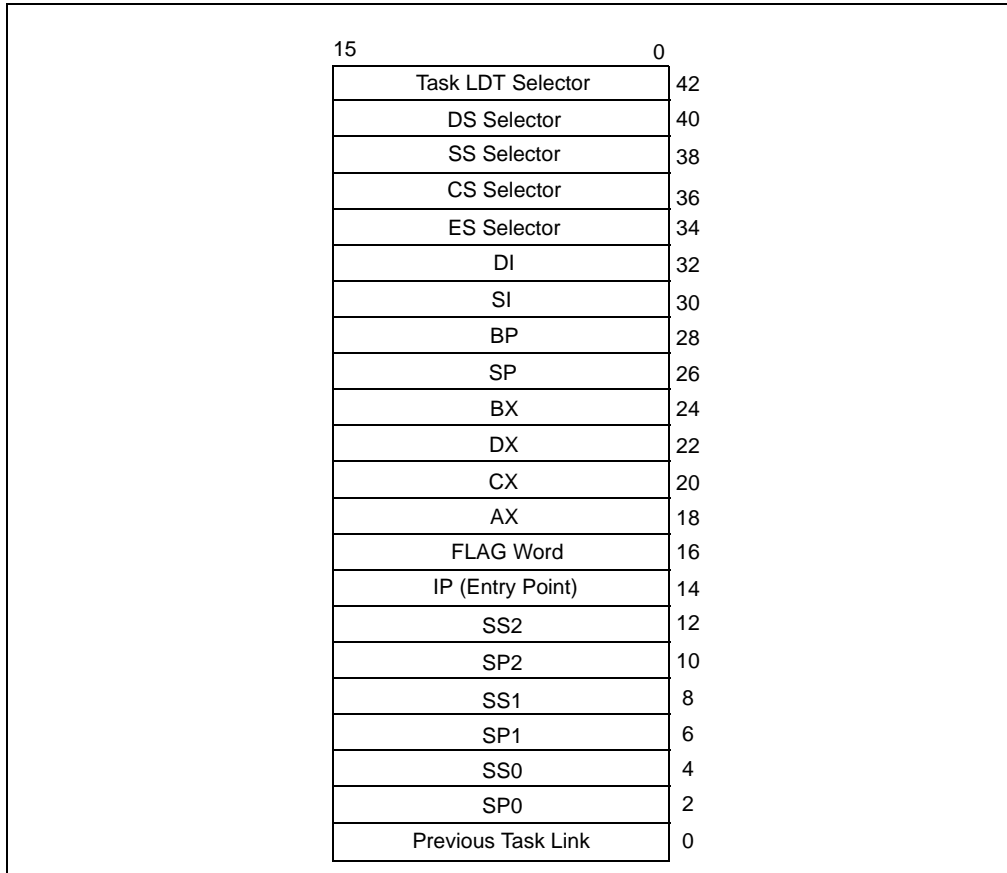 15 0
Task LDT Selector 42
DS Selector 40
SS Selector 38
CS Selector 36
ES Selector 34
DI 32
SI 30
BP 28
SP 26
BX 24
DX 22
CX 20
AX 18
FLAG Word 16
IP (Entry Point) 14
SS2 12
SP2 10
SS1 8
SP1 6
SS0 4
SP0 2
Previous Task Link 0